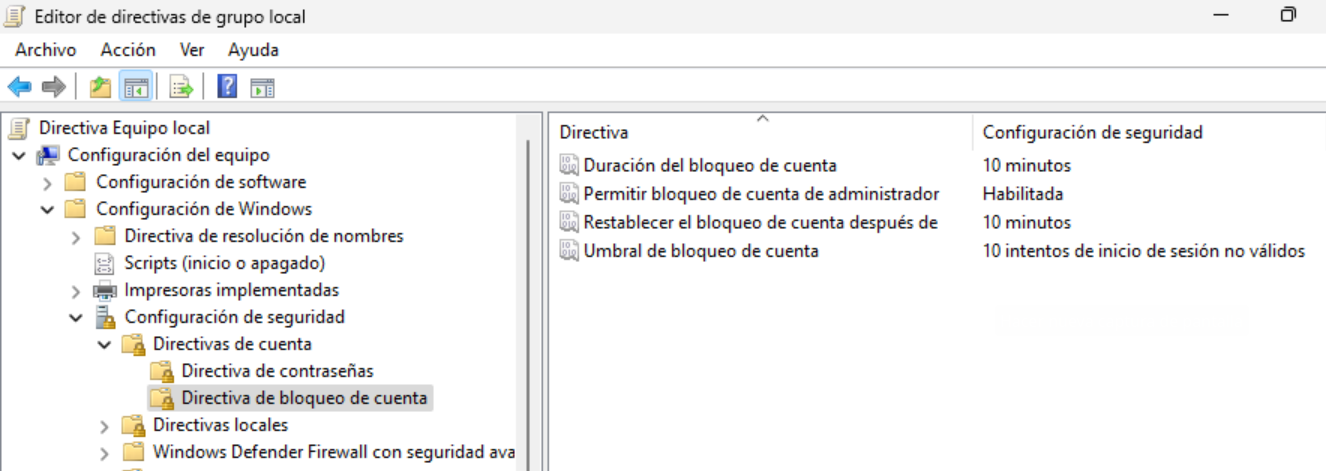 Editor de directivas de grupo local
Archivo Acción Ver Ayuda
Directiva Equipo local
Configuración del equipo
Configuración de software
Configuración de Windows
Directiva de resolución de nombres
Scripts (inicio o apagado)
Impresoras implementadas
Configuración de seguridad
Directivas de cuenta
Directiva de contraseñas
Directiva de bloqueo de cuenta
Directivas locales
Windows Defender Firewall con seguridad ava
Directiva Configuración de seguridad
Duración del bloqueo de cuenta 10 minutos
Permitir bloqueo de cuenta de administrador Habilitada
Restablecer el bloqueo de cuenta después de 10 minutos
Umbral de bloqueo de cuenta 10 intentos de inicio de sesión no válidos